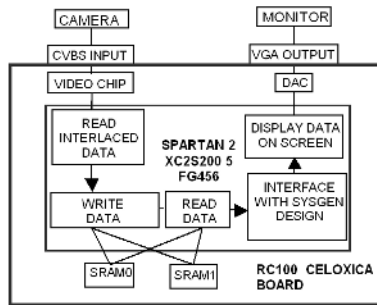 CAMERA
MONITOR
CVBS INPUT
VGA OUTPUT
VIDEO CHIP
DAC
READ
INTERLACED
DATA
SPARTAN 2
XC2S200 5
FG456
DISPLAY DATA
ON SCREEN
WRITE
DATA
READ
DATA
INTERFACE
WITH SYSGEN
DESIGN
SRAM0
SRAM1
RC100 CELOXICA
BOARD